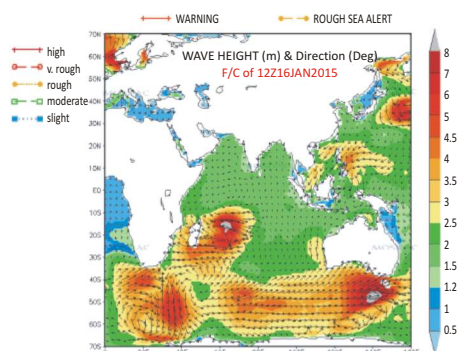 WARNING
ROUGH SEA ALERT
high
v. rough
rough
moderate
slight
WAVE HEIGHT (m) & Direction (Deg)
F/C of 12Z16JAN2015
70N
60N
50N
40N
30N
20N
10N
EQ
10S
20S
30S
40S
50S
60S
70S
0
8
7
6
5
4.5
4
3.5
3
2.5
2
1.5
1.2
1
0.5